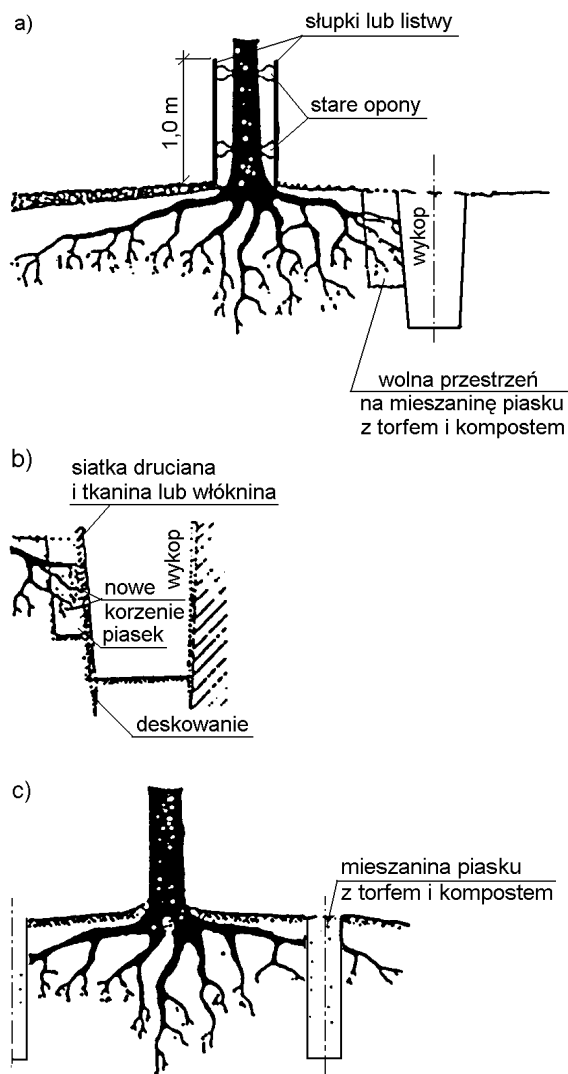 a)
słupki lub listwy
stare opony
1,0 m
wykop
wolna przestrzeń
na mieszaninę piasku
z torfem i kompostem
b)
siatka druciana
i tkanina lub włóknina
wykop
nowe
korzenie
piasek
deskowanie
c)
mieszanina piasku
z torfem i kompostem